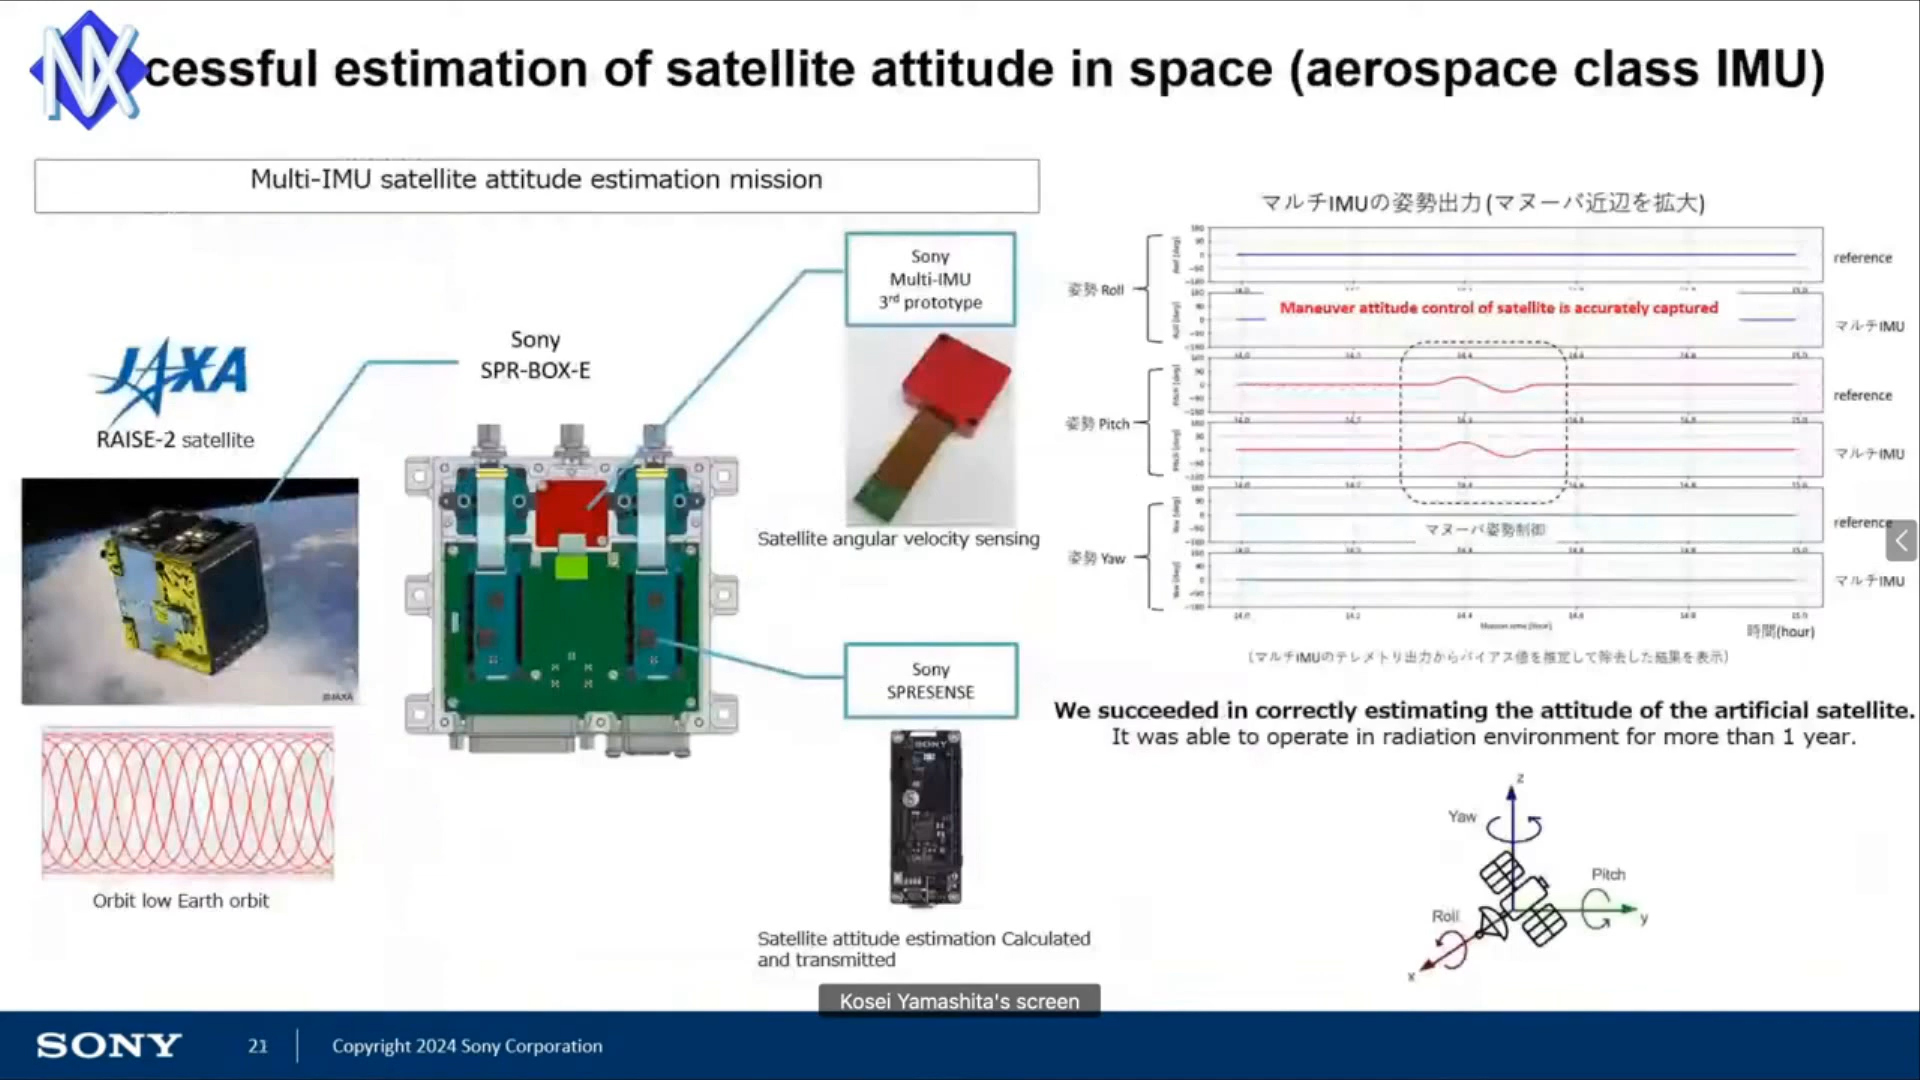 NX
cessful estimation of satellite attitude in space (aerospace class IMU)
Multi-IMU satellite attitude estimation mission
JAXA
RAISE-2 satellite
Sony
SPR-BOX-E
Sony
Multi-IMU
3rd prototype
Satellite angular velocity sensing
©JAXA
Orbit low Earth orbit
Sony
SPRESENSE
SONY
Satellite attitude estimation Calculated
and transmitted
マルチIMUの姿勢出力(マヌーバ近辺を拡大)
姿勢 Roll
reference
Maneuver attitude control of satellite is accurately captured
マルチIMU
姿勢 Pitch
reference
マルチIMU
姿勢 Yaw
reference
マヌーバ姿勢制御
マルチIMU
時間(hour)
(マルチIMUのテレメトリ出力からバイアス値を推定して除去した結果を表示)
We succeeded in correctly estimating the attitude of the artificial satellite.
It was able to operate in radiation environment for more than 1 year.
z
Yaw
Pitch
y
Roll
x
Kosei Yamashita's screen
SONY
21
Copyright 2024 Sony Corporation